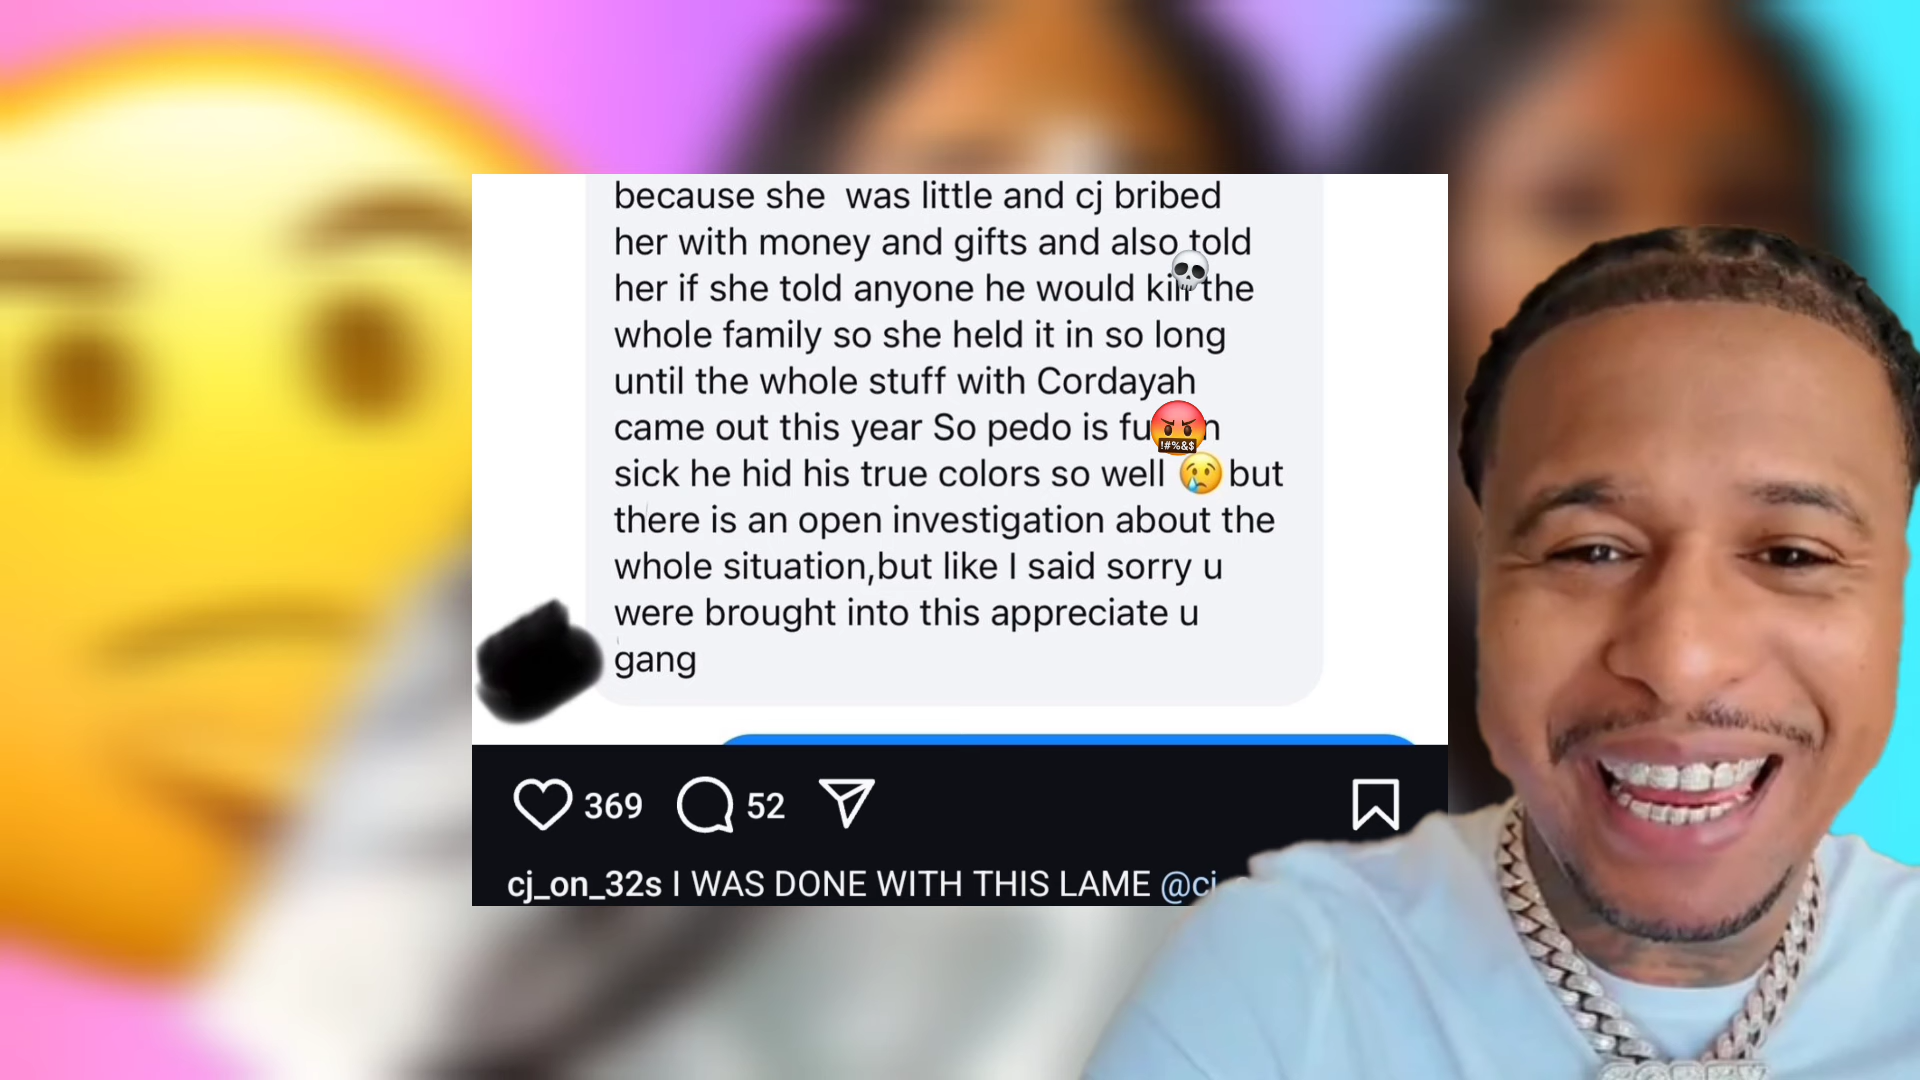 because she was little and cj bribed
her with money and gifts and also told
her if she told anyone he would kill the
whole family so she held it in so long
until the whole stuff with Cordayah
came out this year So pedo is fu🤬n
sick he hid his true colors so well 😢 but
there is an open investigation about the
whole situation,but like I said sorry u
were brought into this appreciate u
gang
369 52
cj_on_32s I WAS DONE WITH THIS LAME @cj